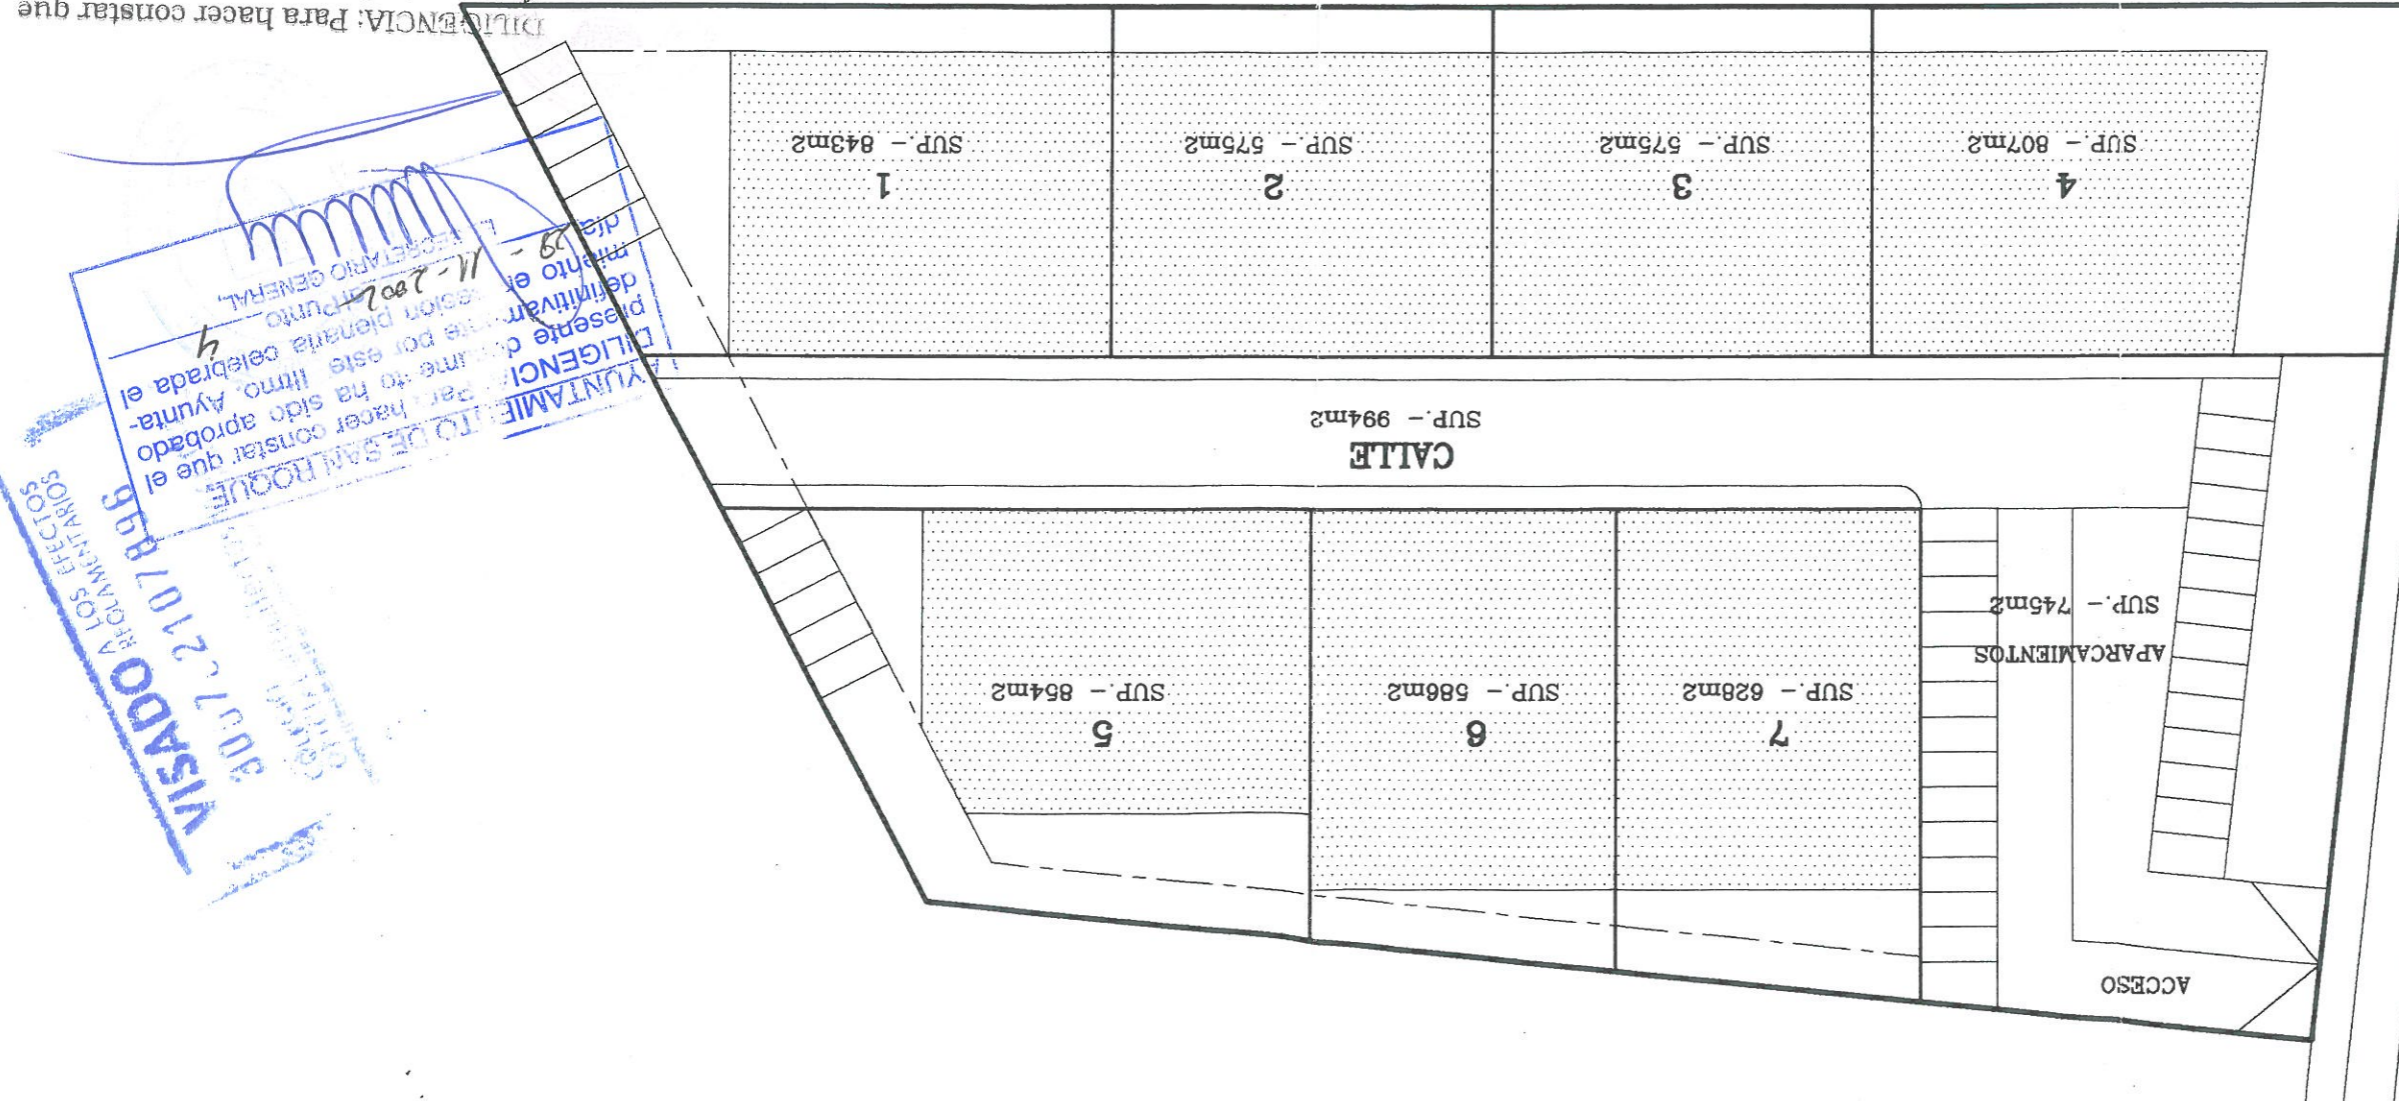 ACCESO
7
SUP.- 628m2
6
SUP.- 586m2
5
SUP.- 854m2
APARCAMIENTOS
SUP.- 745m2
CALLE
SUP.- 994m2
4
SUP.- 807m2
3
SUP.- 575m2
2
SUP.- 575m2
1
SUP.- 843m2
VISADO A LOS EFECTOS
REGLAMENTARIOS
AYUNTAMIENTO DE SAN ROQUE
DILIGENCIA: Para hacer constar que el
presente documento ha sido aprobado
definitivamente por este Iltmo. Ayunta-
miento en sesión plenaria celebrada el
día 29-11-2002 al Punto 4
EL SECRETARIO GENERAL,
DILIGENCIA: Para hacer constar que